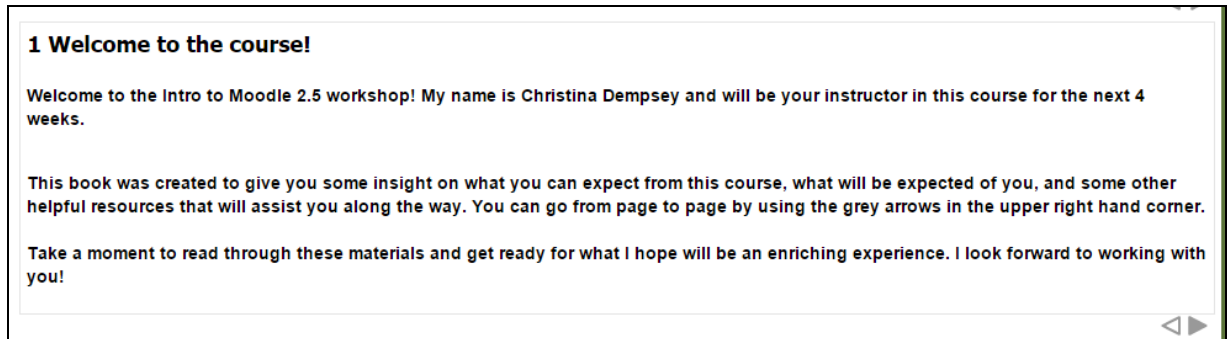 1 Welcome to the course!
Welcome to the Intro to Moodle 2.5 workshop! My name is Christina Dempsey and will be your instructor in this course for the next 4
weeks.
This book was created to give you some insight on what you can expect from this course, what will be expected of you, and some other
helpful resources that will assist you along the way. You can go from page to page by using the grey arrows in the upper right hand corner.
Take a moment to read through these materials and get ready for what I hope will be an enriching experience. I look forward to working with
you!